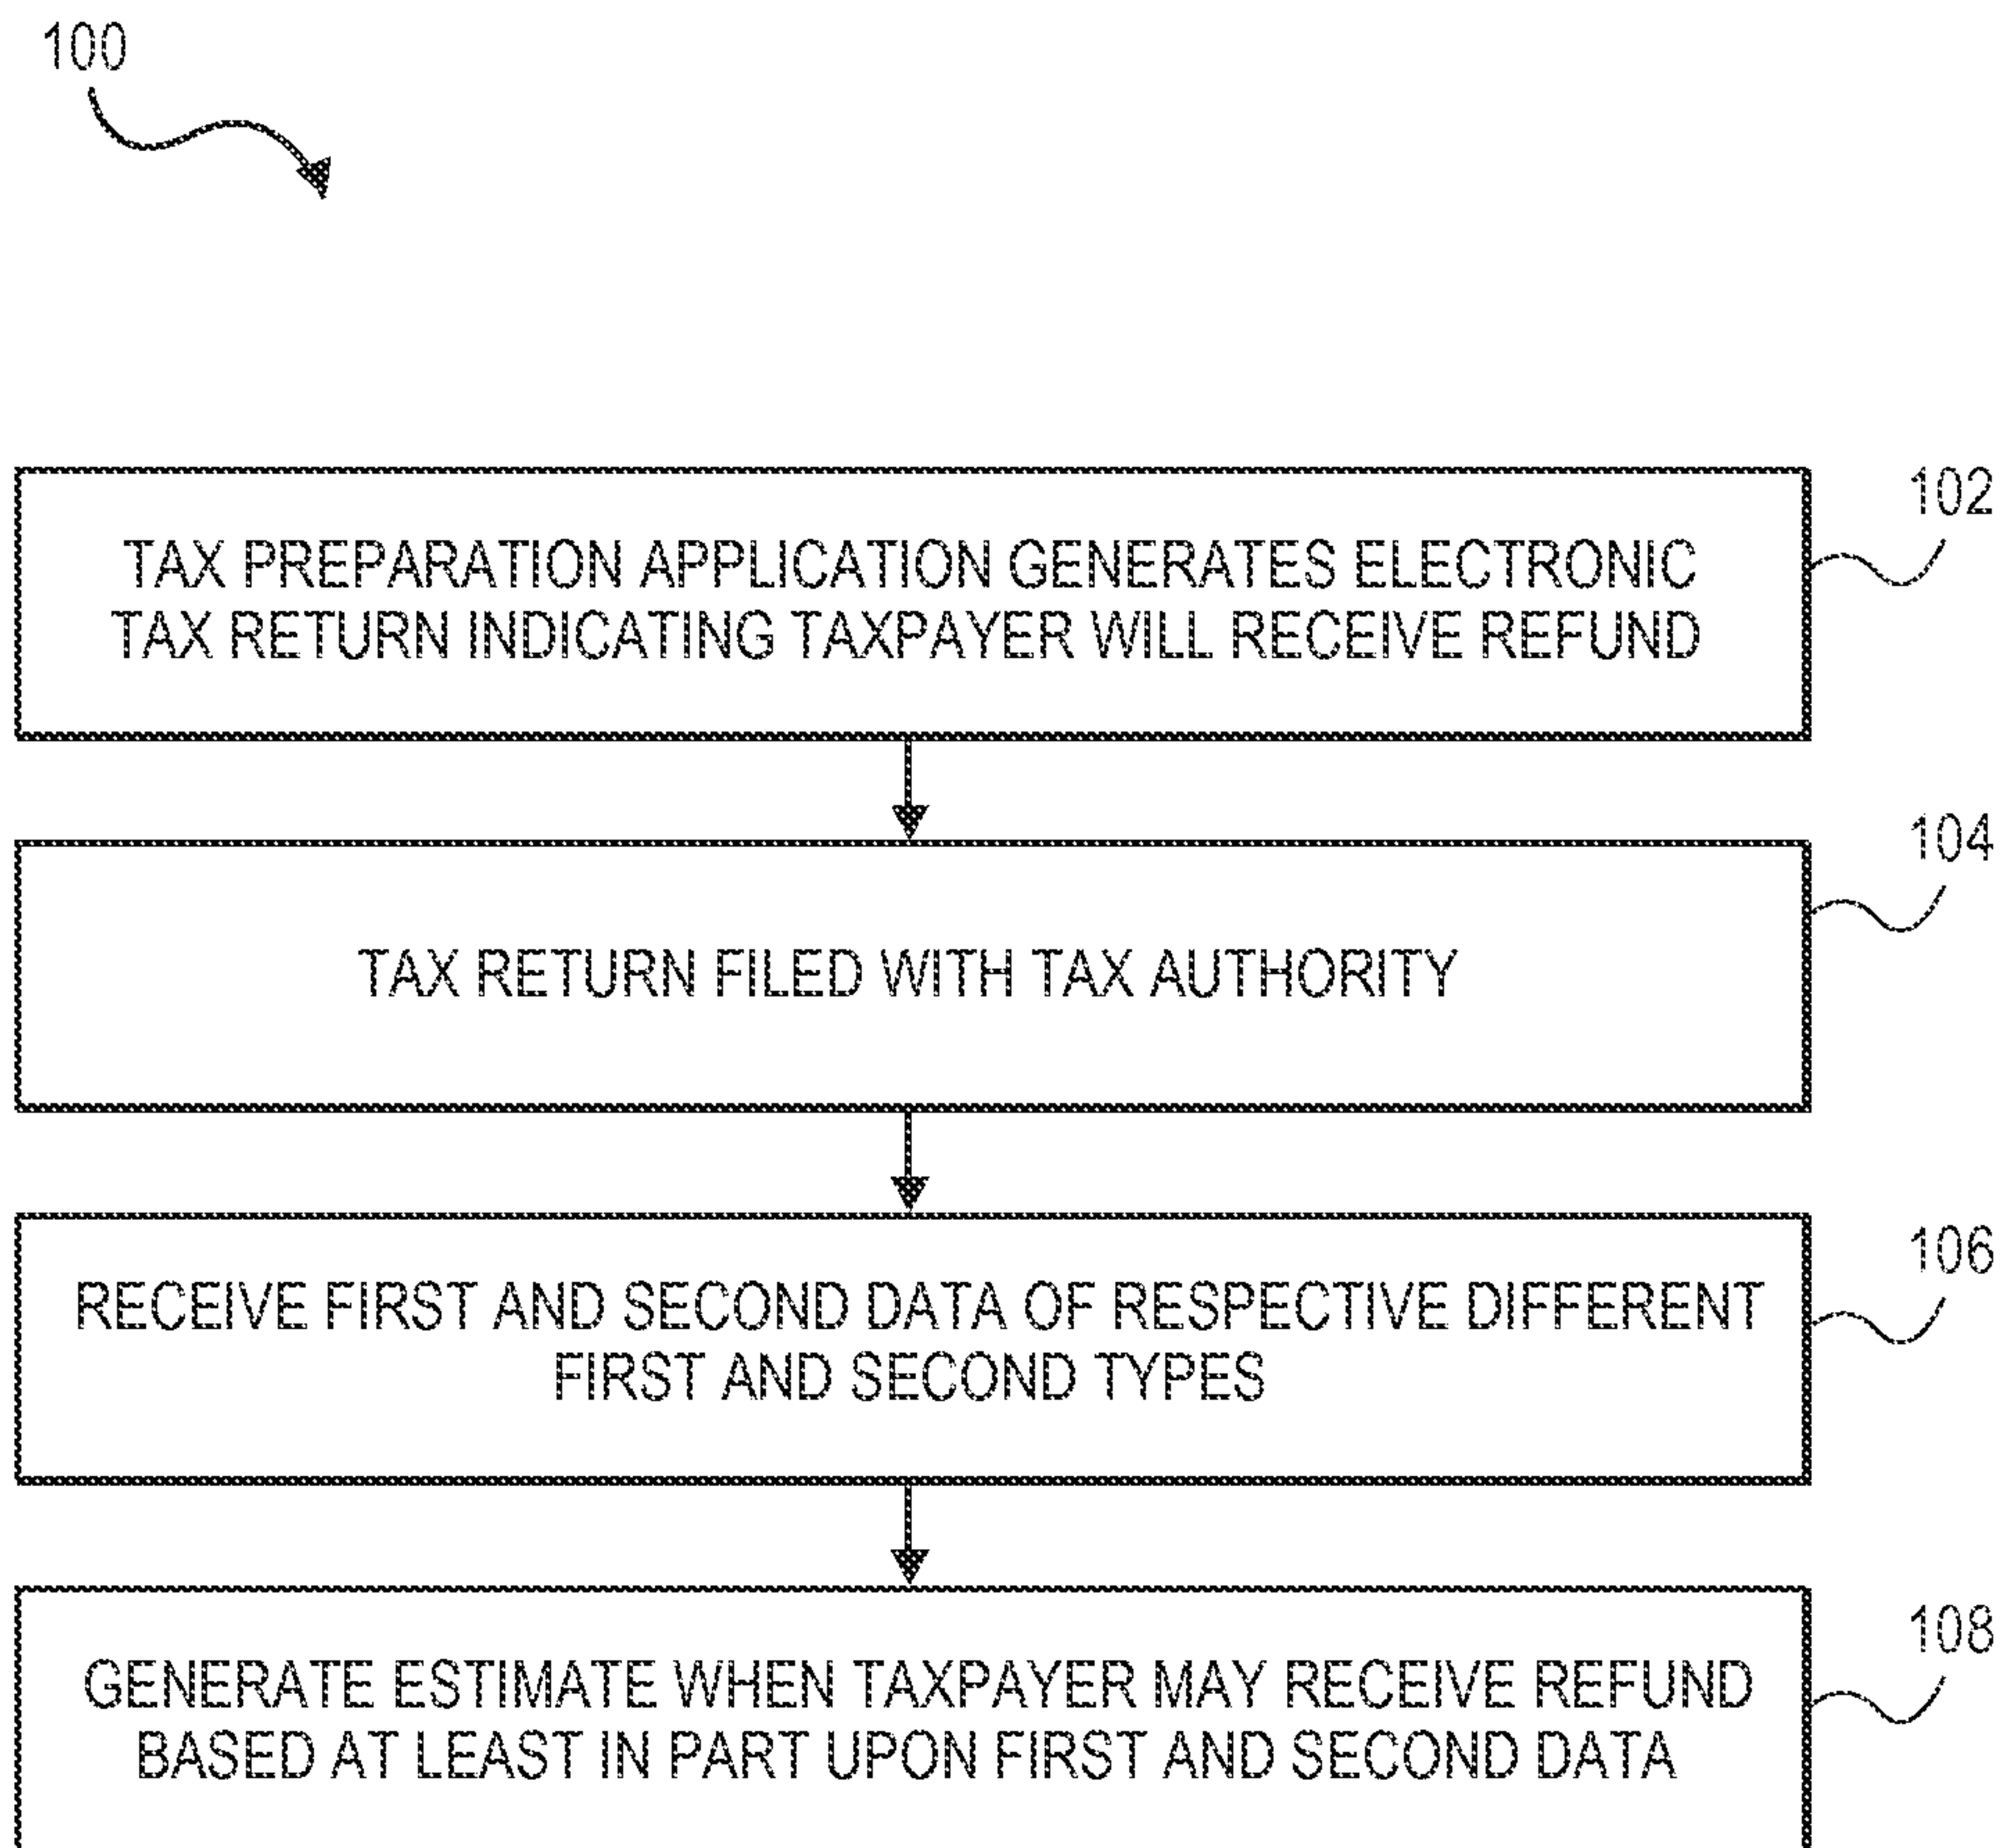 100
102
TAX PREPARATION APPLICATION GENERATES ELECTRONIC
TAX RETURN INDICATING TAXPAYER WILL RECEIVE REFUND
104
TAX RETURN FILED WITH TAX AUTHORITY
106
RECEIVE FIRST AND SECOND DATA OF RESPECTIVE DIFFERENT
FIRST AND SECOND TYPES
108
GENERATE ESTIMATE WHEN TAXPAYER MAY RECEIVE REFUND
BASED AT LEAST IN PART UPON FIRST AND SECOND DATA